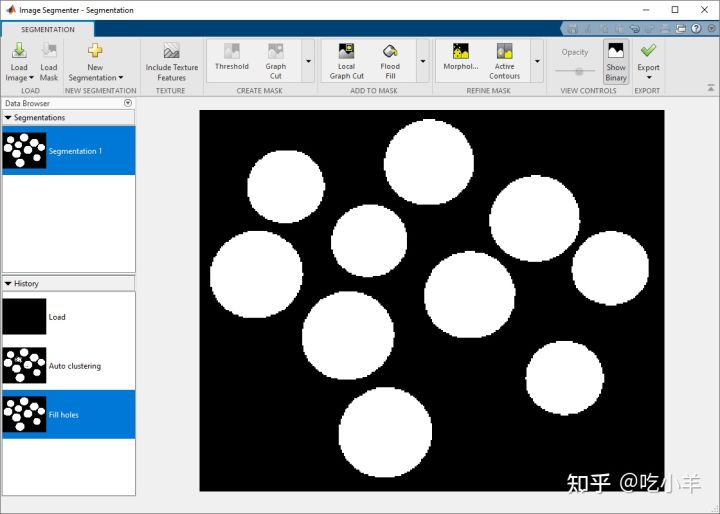 Image Segmenter - Segmentation
SEGMENTATION
Load Image
Load Mask
New Segmentation
Include Texture Features
Threshold
Graph Cut
Local Graph Cut
Flood Fill
Morphol...
Active Contours
Opacity
Show Binary
Export
LOAD
NEW SEGMENTATION
TEXTURE
CREATE MASK
ADD TO MASK
REFINE MASK
VIEW CONTROLS
EXPORT
Data Browser
Segmentations
Segmentation 1
History
Load
Auto clustering
Fill holes
知乎 @吃小羊